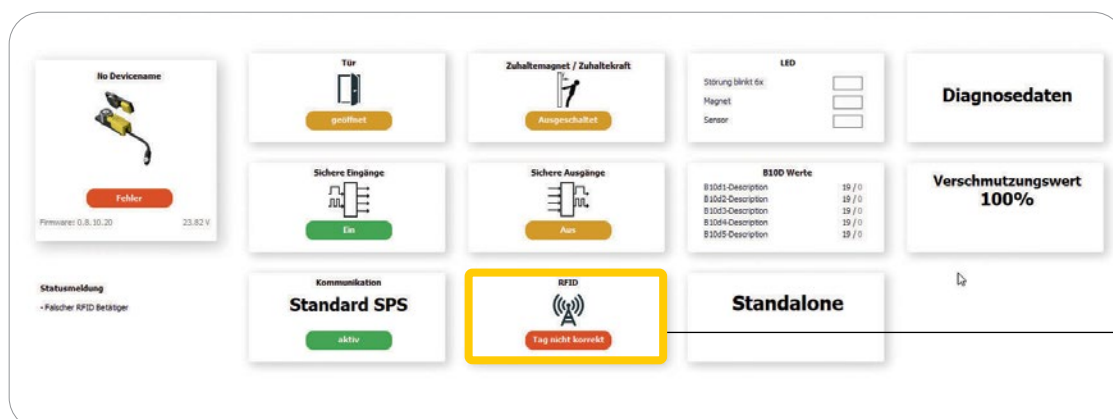 No Devicename
Fehler
Firmware: 0.8.10.20 23.82 V
Tür
geöffnet
Zuhaltemagnet / Zuhaltekraft
Ausgeschaltet
LED
Störung blinkt 6x
Magnet
Sensor
Diagnosedaten
Sichere Eingänge
Ein
Sichere Ausgänge
Aus
B10D Werte
B10d1-Description 19 / 0
B10d2-Description 19 / 0
B10d3-Description 19 / 0
B10d4-Description 19 / 0
B10d5-Description 19 / 0
Verschmutzungswert
100%
Statusmeldung
- Falscher RFID Betätiger
Kommunikation
Standard SPS
aktiv
RFID
Tag nicht korrekt
Standalone